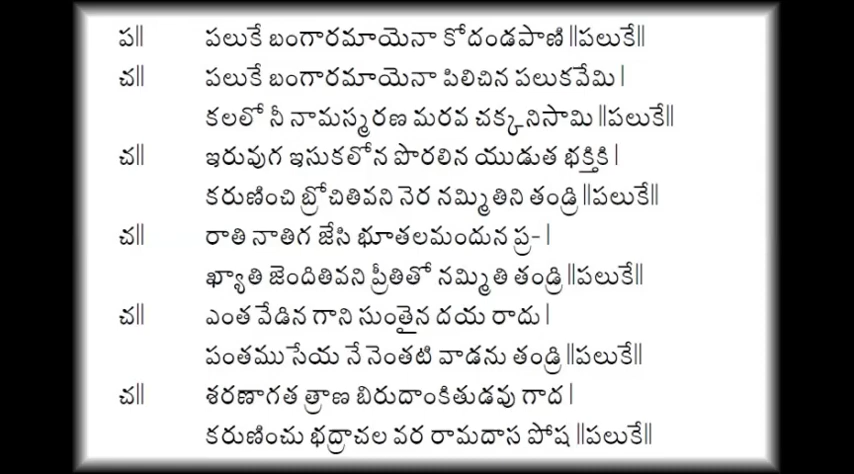 ప|| పలుకే బంగారమాయెనా కోదండపాణి ||పలుకే||
చ|| పలుకే బంగారమాయెనా పిలిచిన పలుకవేమి |
కలలో నీ నామస్మరణ మరవ చక్కనిసామి ||పలుకే||
చ|| ఇరువుగ ఇసుకలోన పొరలిన యుడుత భక్తికి |
కరుణించి బ్రోచితివని నెర నమ్మితిని తండ్రి ||పలుకే||
చ|| రాతి నాతిగ జేసి భూతలమందున ప్ర- |
ఖ్యాతి జెందితివని ప్రీతితో నమ్మితి తండ్రి ||పలుకే||
చ|| ఎంత వేడిన గాని సుంతైన దయ రాదు |
పంతము సేయ నే నెంతటి వాడను తండ్రి ||పలుకే||
చ|| శరణాగత త్రాణ బిరుదాంకితుడవు గాద |
కరుణించు భద్రాచల వర రామదాస పోష ||పలుకే||